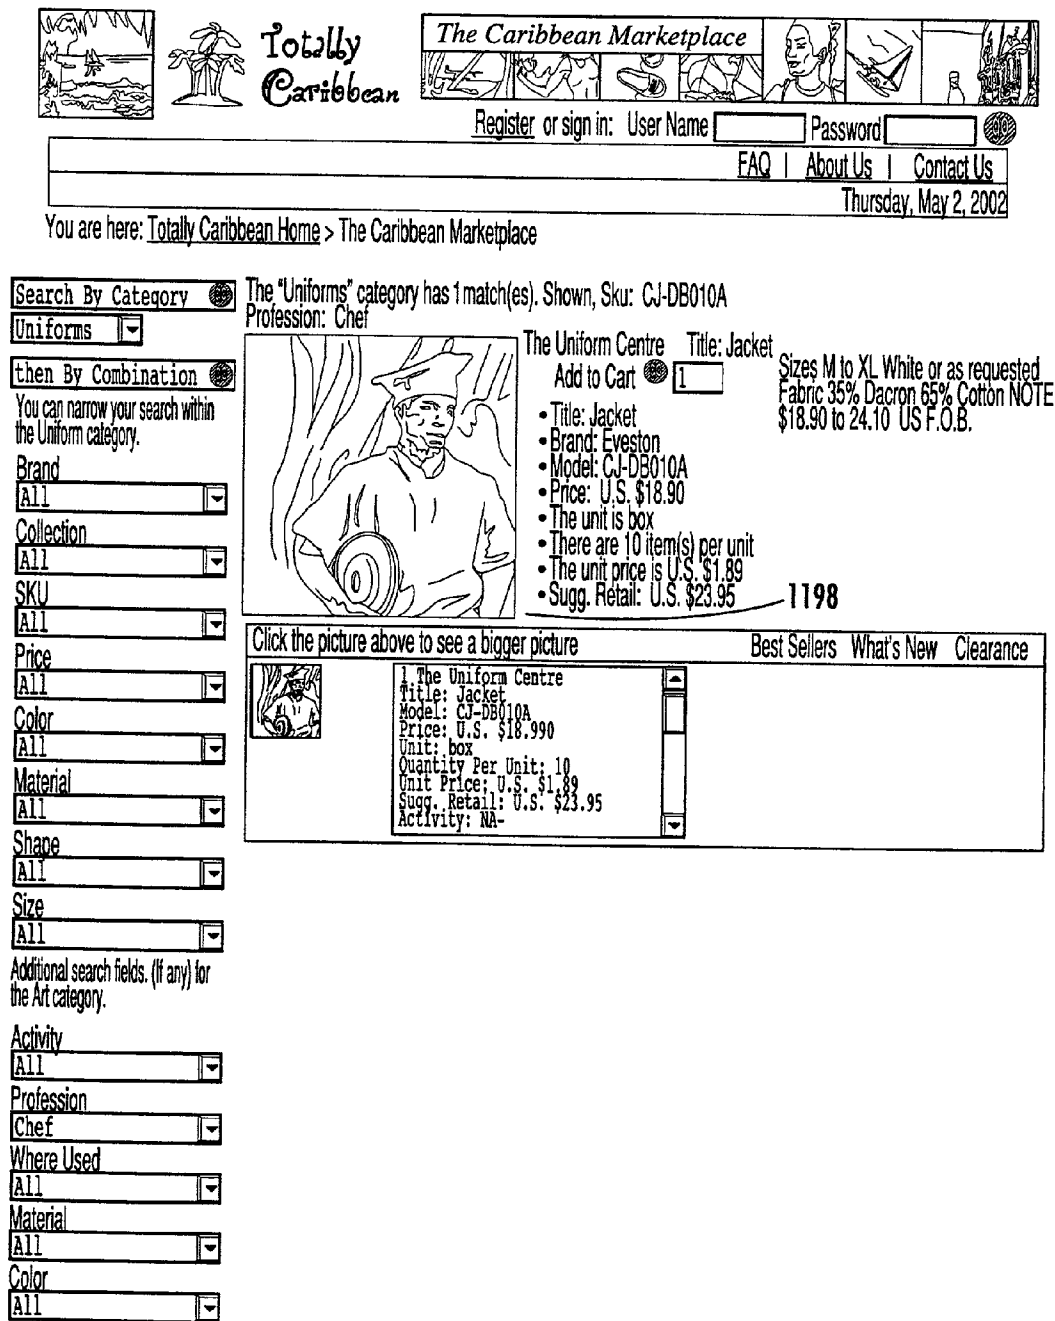 Totally
Caribbean
The Caribbean Marketplace
Register or sign in: User Name Password go
FAQ | About Us | Contact Us
Thursday, May 2, 2002
You are here: Totally Caribbean Home > The Caribbean Marketplace
Search By Category
Uniforms
then By Combination
You can narrow your search within
the Uniform category.
Brand
All
Collection
All
SKU
All
Price
All
Color
All
Material
All
Shape
All
Size
All
Additional search fields. (If any) for
the Art category.
Activity
All
Profession
Chef
Where Used
All
Material
All
Color
All
The "Uniforms" category has 1 match(es). Shown, Sku: CJ-DB010A
Profession: Chef
The Uniform Centre Title: Jacket
Add to Cart 1
• Title: Jacket
• Brand: Eveston
• Model: CJ-DB010A
• Price: U.S. $18.90
• The unit is box
• There are 10 item(s) per unit
• The unit price is U.S. $1.89
• Sugg. Retail: U.S. $23.95
Sizes M to XL White or as requested
Fabric 35% Dacron 65% Cotton NOTE
$18.90 to 24.10 US F.O.B.
1198
Click the picture above to see a bigger picture Best Sellers What's New Clearance
1 The Uniform Centre
Title: Jacket
Model: CJ-DB010A
Price: U.S. $18.990
Unit: box
Quantity Per Unit: 10
Unit Price: U.S. $1.89
Sugg. Retail: U.S. $23.95
Activity: NA-